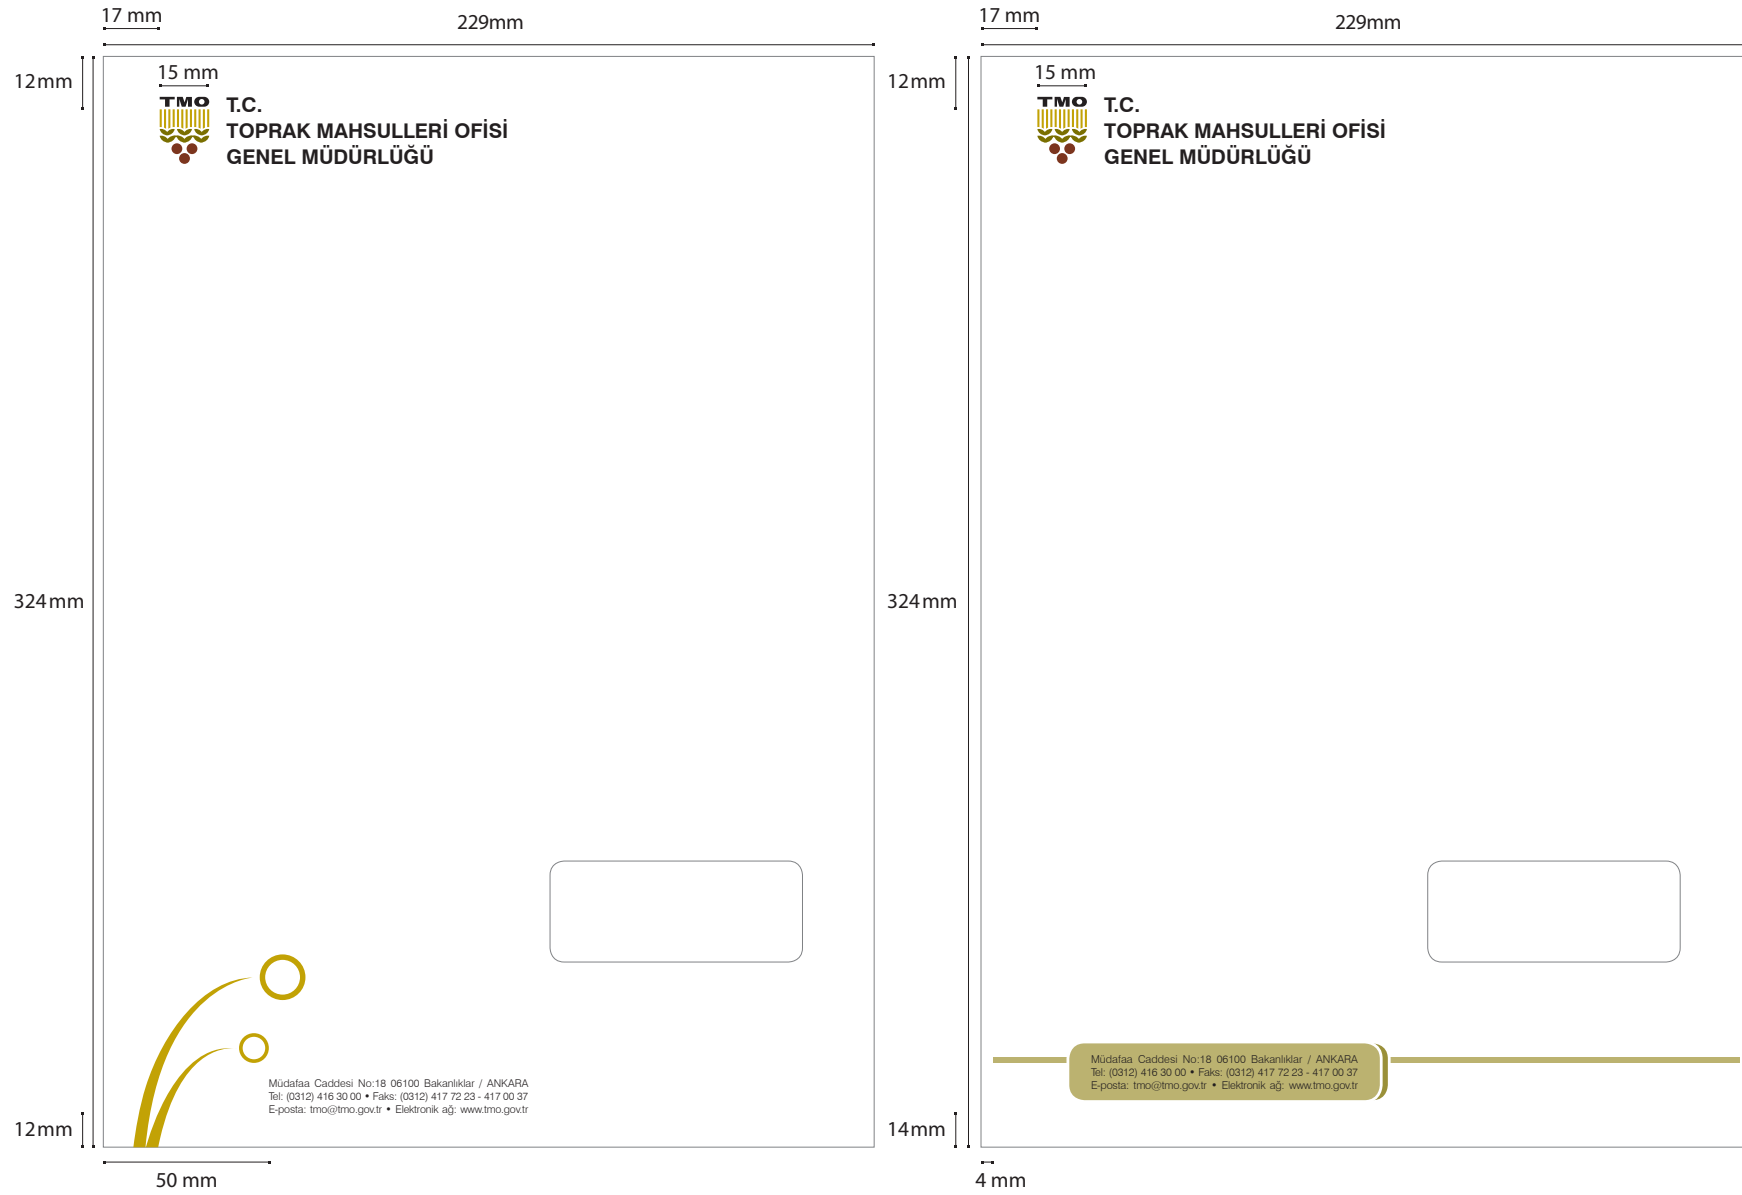 17 mm
229mm
12mm
15 mm
TMO
T.C.
TOPRAK MAHSULLERİ OFİSİ
GENEL MÜDÜRLÜĞÜ
324mm
Müdafaa Caddesi No:18 06100 Bakanlıklar / ANKARA
Tel: (0312) 416 30 00 • Faks: (0312) 417 72 23 - 417 00 37
E-posta: tmo@tmo.gov.tr • Elektronik ağ: www.tmo.gov.tr
12mm
50 mm
17 mm
229mm
12mm
15 mm
TMO
T.C.
TOPRAK MAHSULLERİ OFİSİ
GENEL MÜDÜRLÜĞÜ
324mm
Müdafaa Caddesi No:18 06100 Bakanlıklar / ANKARA
Tel: (0312) 416 30 00 • Faks: (0312) 417 72 23 - 417 00 37
E-posta: tmo@tmo.gov.tr • Elektronik ağ: www.tmo.gov.tr
14mm
4 mm